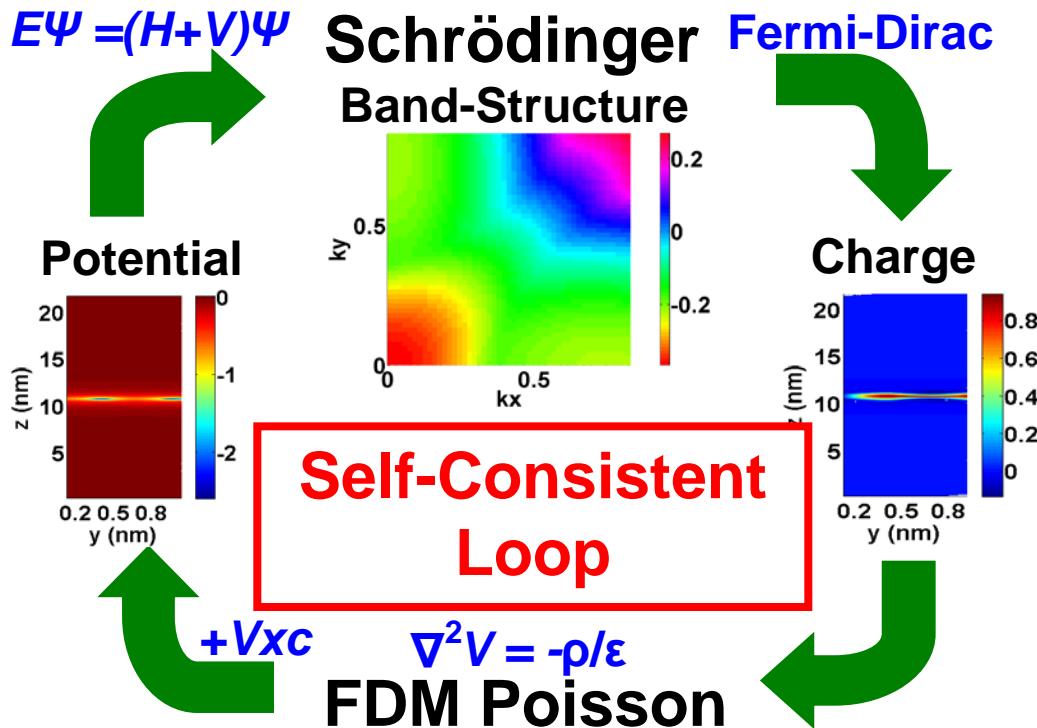 EΨ =(H+V)Ψ
Schrödinger
Fermi-Dirac
Band-Structure
0.5
0
ky
0
0.5
kx
0.2
0
-0.2
Potential
20
15
10
5
z (nm)
0.2 0.5 0.8
y (nm)
0
-1
-2
Charge
20
15
10
5
0.2 0.5 0.8
y (nm)
0.8
0.6
0.4
0.2
0
Self-Consistent
Loop
+Vxc
∇²V = -ρ/ε
FDM Poisson